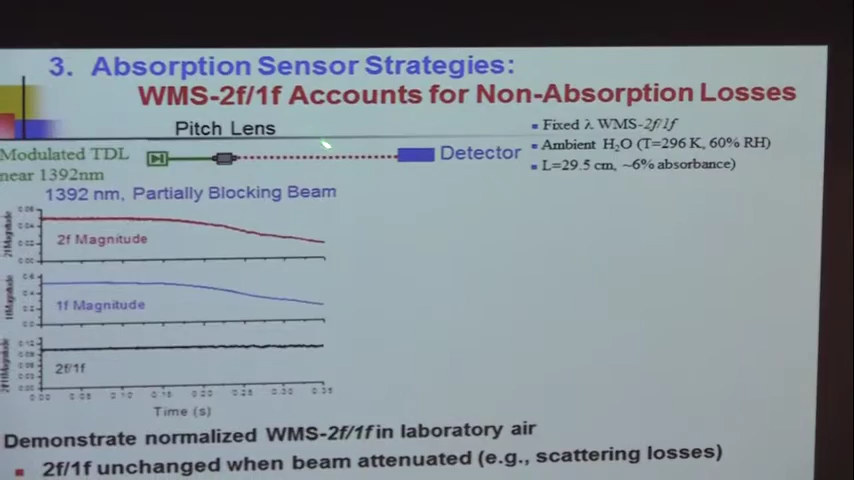 3. Absorption Sensor Strategies:
WMS-2f/1f Accounts for Non-Absorption Losses
Pitch Lens
Modulated TDL
near 1392nm
Detector
▪ Fixed λ WMS-2f/1f
▪ Ambient H₂O (T=296 K, 60% RH)
▪ L=29.5 cm, ~6% absorbance)
1392 nm, Partially Blocking Beam
2f Magnitude
1f Magnitude
2f/1f
Time (s)
Demonstrate normalized WMS-2f/1f in laboratory air
▪ 2f/1f unchanged when beam attenuated (e.g., scattering losses)